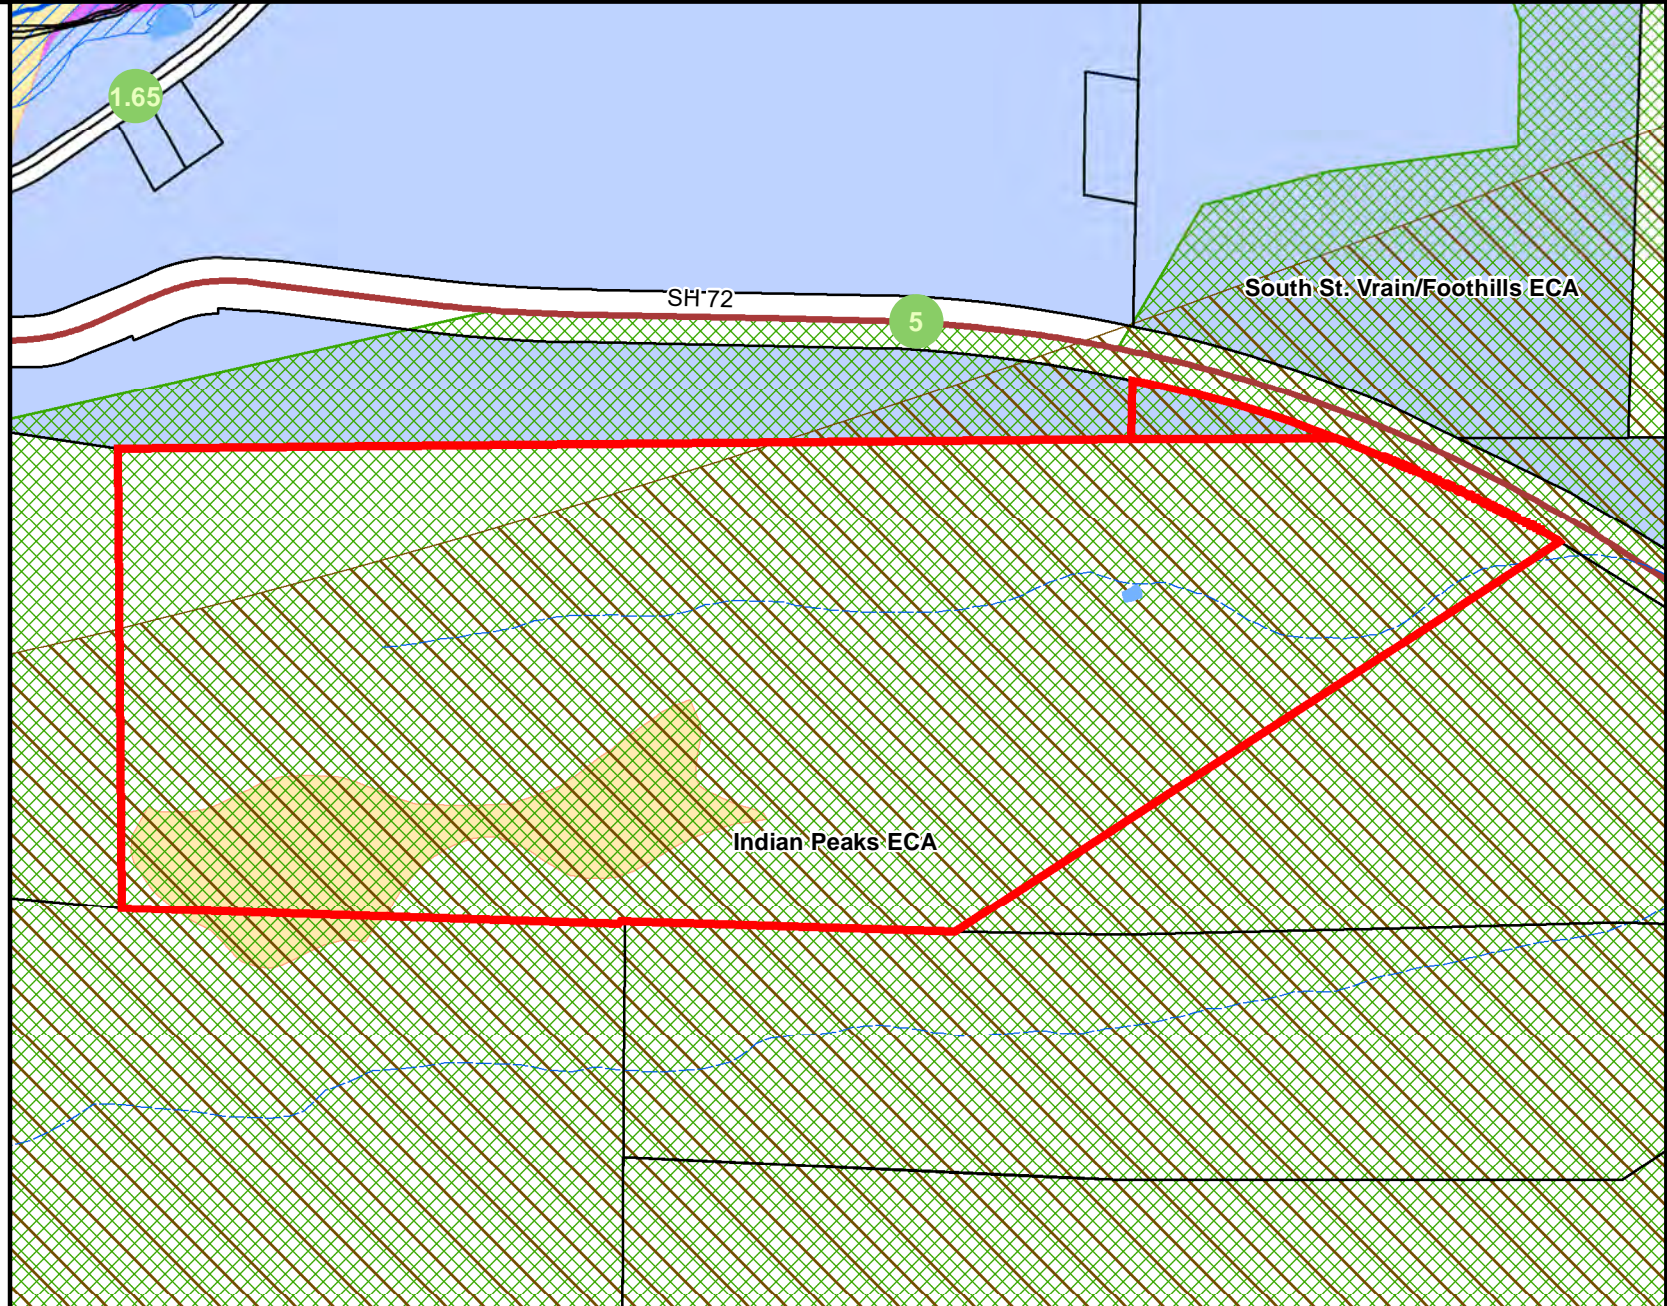 1.65
South St. Vrain/Foothills ECA
SH 72
5
Indian Peaks ECA